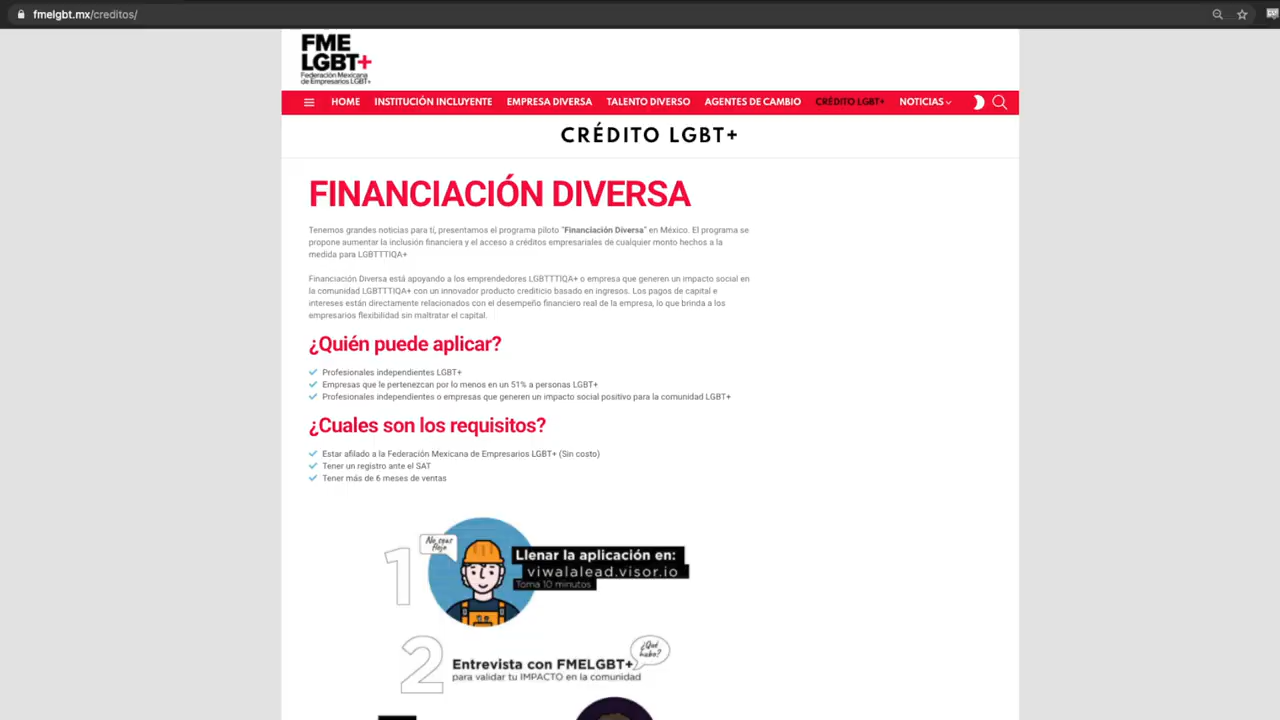 fmelgbt.mx/creditos/
FME
LGBT+
Federación Mexicana
de Empresarios LGBT+
HOME INSTITUCIÓN INCLUYENTE EMPRESA DIVERSA TALENTO DIVERSO AGENTES DE CAMBIO CRÉDITO LGBT+ NOTICIAS
CRÉDITO LGBT+
FINANCIACIÓN DIVERSA
Tenemos grandes noticias para tí, presentamos el programa piloto "Financiación Diversa" en México. El programa se
propone aumentar la inclusión financiera y el acceso a créditos empresariales de cualquier monto hechos a la
medida para LGBTTTIQA+
Financiación Diversa está apoyando a los emprendedores LGBTTTIQA+ o empresa que generen un impacto social en
la comunidad LGBTTTIQA+ con un innovador producto crediticio basado en ingresos. Los pagos de capital e
intereses están directamente relacionados con el desempeño financiero real de la empresa, lo que brinda a los
empresarios flexibilidad sin maltratar el capital.
¿Quién puede aplicar?
Profesionales independientes LGBT+
Empresas que le pertenezcan por lo menos en un 51% a personas LGBT+
Profesionales independientes o empresas que generen un impacto social positivo para la comunidad LGBT+
¿Cuales son los requisitos?
Estar afilado a la Federación Mexicana de Empresarios LGBT+ (Sin costo)
Tener un registro ante el SAT
Tener más de 6 meses de ventas
1
No seas
flojo
Llenar la aplicación en:
viwalalead.visor.io
Toma 10 minutos
2
¿Qué
hubo?
Entrevista con FMELGBT+
para validar tu IMPACTO en la comunidad